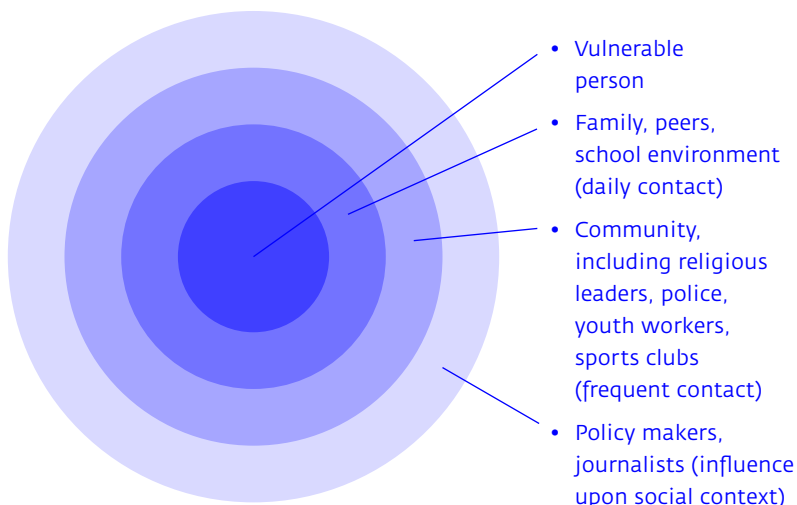 • Vulnerable
person
• Family, peers,
school environment
(daily contact)
• Community,
including religious
leaders, police,
youth workers,
sports clubs
(frequent contact)
• Policy makers,
journalists (influence
upon social context)